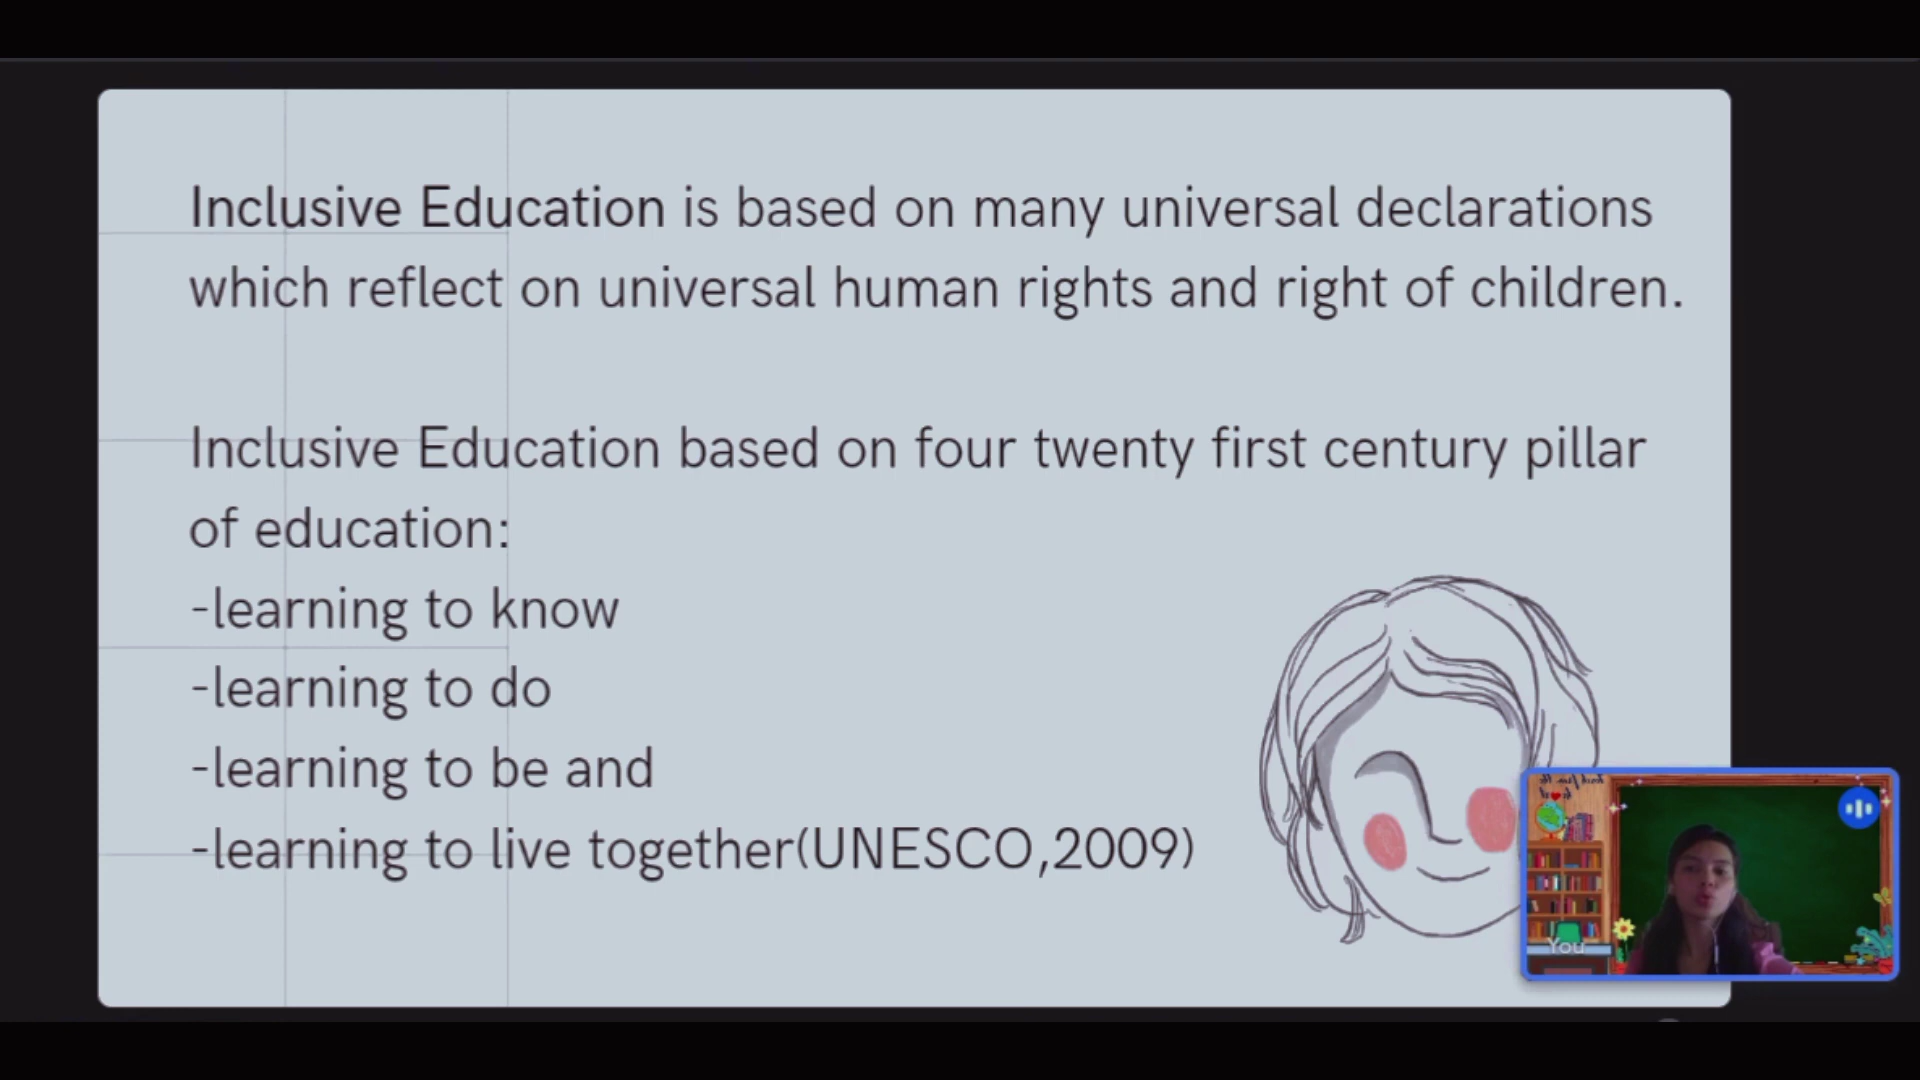 Inclusive Education is based on many universal declarations
which reflect on universal human rights and right of children.
Inclusive Education based on four twenty first century pillar
of education:
-learning to know
-learning to do
-learning to be and
-learning to live together(UNESCO,2009)
You